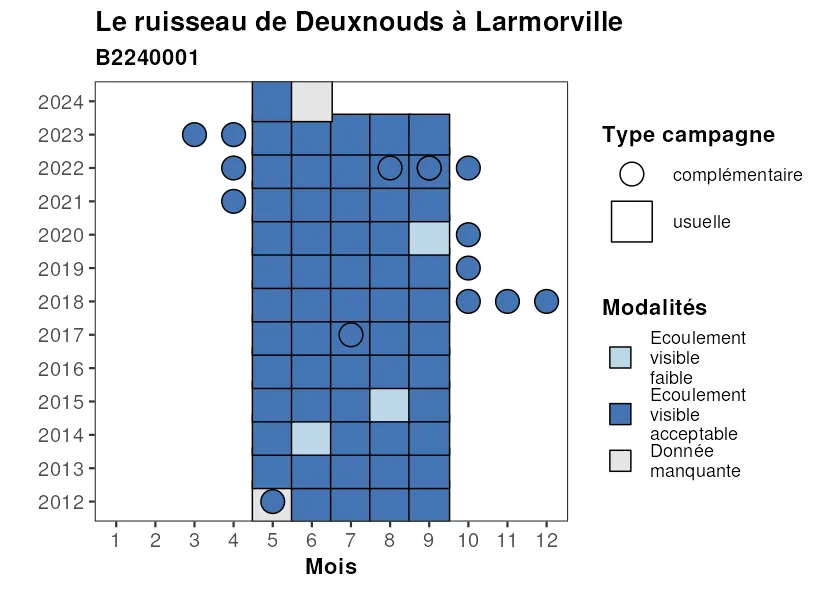 Le ruisseau de Deuxnouds à Larmorville
B2240001
2024
2023
2022
2021
2020
2019
2018
2017
2016
2015
2014
2013
2012
1 2 3 4 5 6 7 8 9 10 11 12
Mois
Type campagne
complémentaire
usuelle
Modalités
Ecoulement
visible
faible
Ecoulement
visible
acceptable
Donnée
manquante